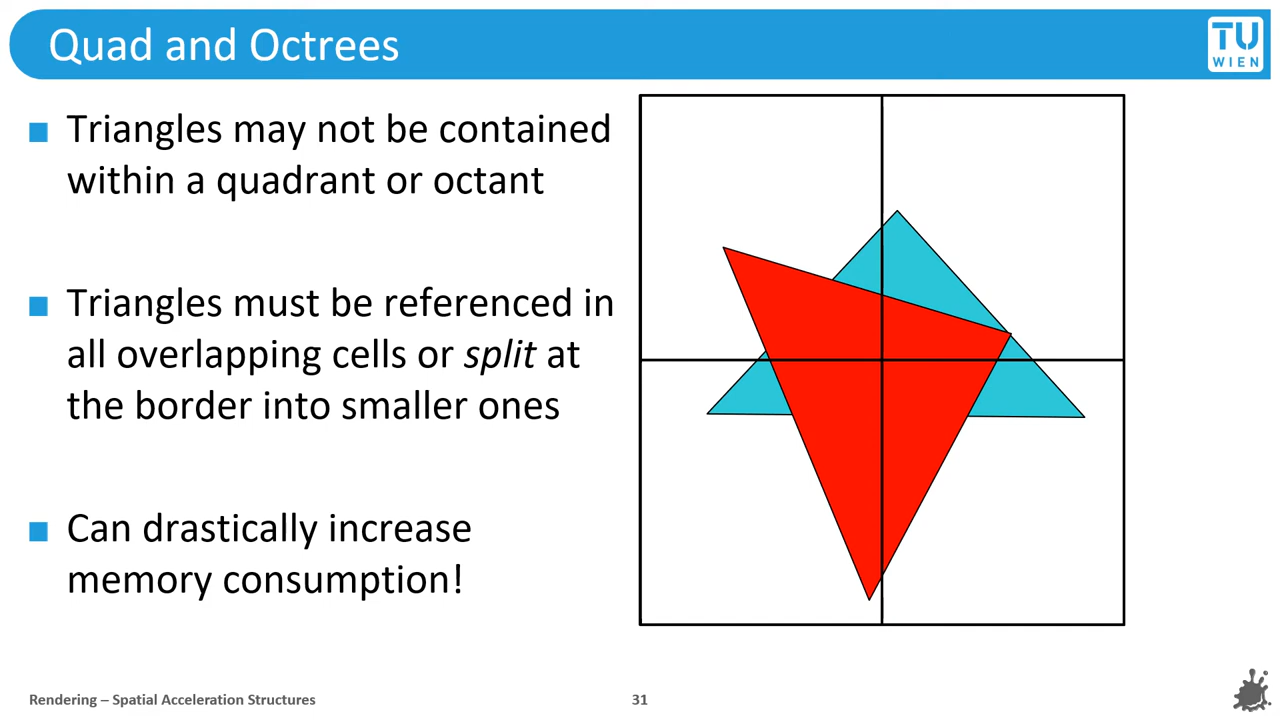 Quad and Octrees
TU
WIEN
Triangles may not be contained
within a quadrant or octant
Triangles must be referenced in
all overlapping cells or split at
the border into smaller ones
Can drastically increase
memory consumption!
Rendering – Spatial Acceleration Structures
31